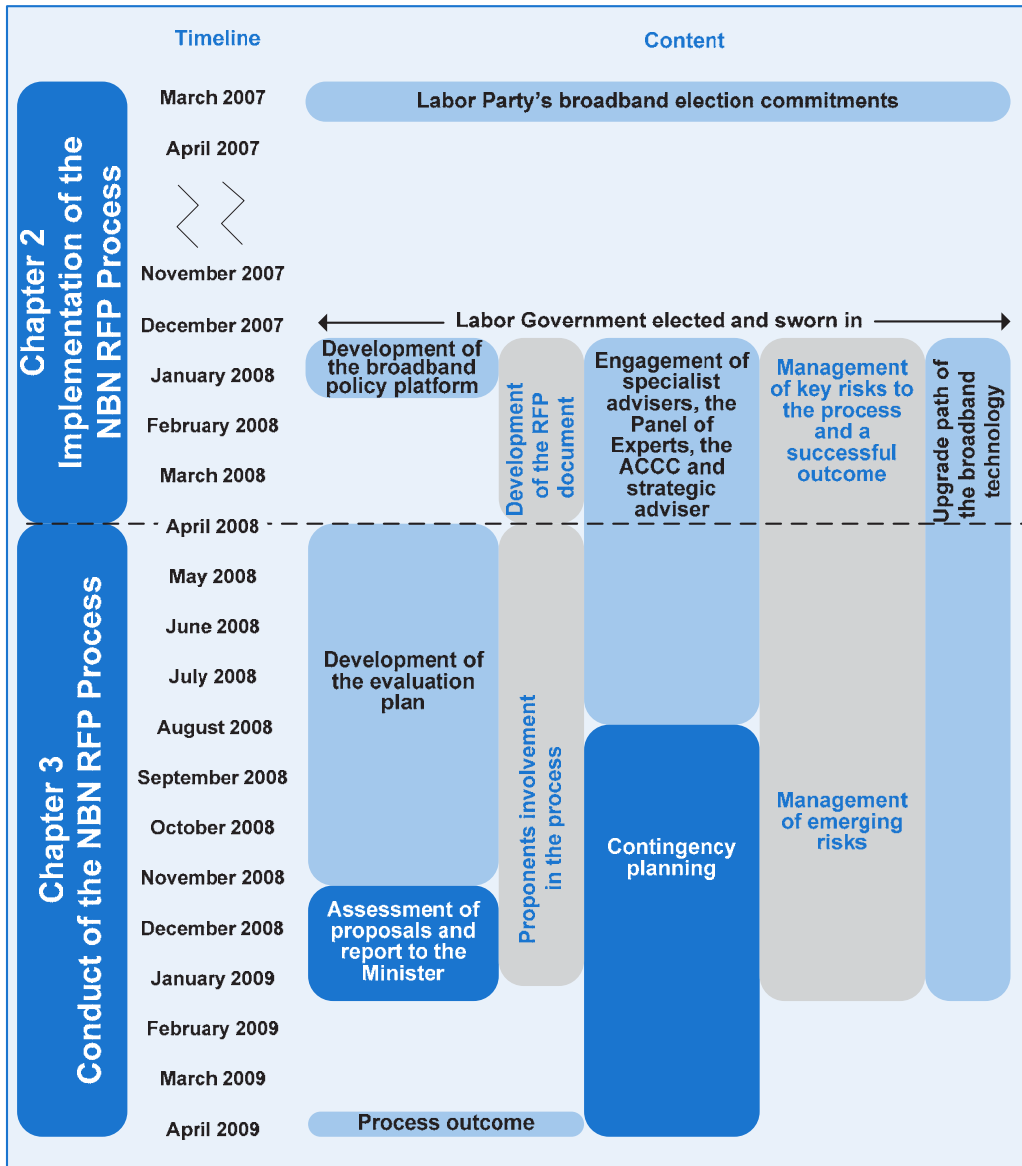 Timeline
Content
Chapter 2
Implementation of the
NBN RFP Process
March 2007
April 2007
November 2007
December 2007
January 2008
February 2008
March 2008
April 2008
Labor Party's broadband election commitments
Labor Government elected and sworn in
Development of
the broadband
policy platform
Development
of the RFP
document
Engagement of
specialist
advisers, the
Panel of
Experts, the
ACCC and
strategic
adviser
Management
of key risks to
the process
and a
successful
outcome
Upgrade path of
the broadband
technology
Chapter 3
Conduct of the NBN RFP Process
May 2008
June 2008
July 2008
August 2008
September 2008
October 2008
November 2008
December 2008
January 2009
February 2009
March 2009
April 2009
Development of
the evaluation
plan
Proponents involvement
in the process
Contingency
planning
Management
of emerging
risks
Assessment of
proposals and
report to the
Minister
Process outcome